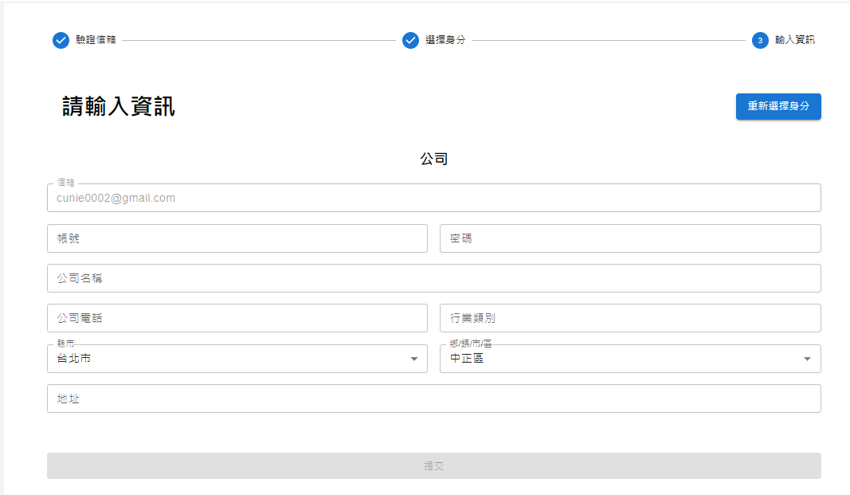 驗證信箱 選擇身分 3 輸入資訊
請輸入資訊 重新選擇身分
公司
信箱
cunie0002@gmail.com
帳號 密碼
公司名稱
公司電話 行業類別
縣市 鄉/鎮/市/區
台北市 中正區
地址
提交